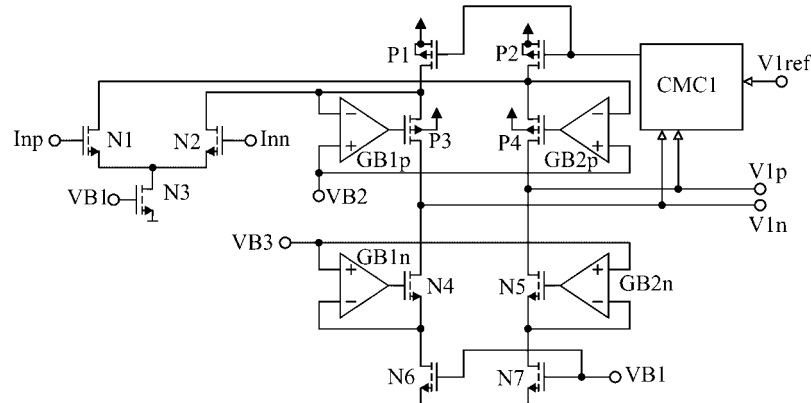 P1
P2
CMC1
V1ref
Inp
N1
N2
Inn
−
+
GB1p
P3
P4
−
+
GB2p
N3
VB1
VB2
V1p
V1n
VB3
GB1n
+
−
N4
N5
+
−
GB2n
N6
N7
VB1